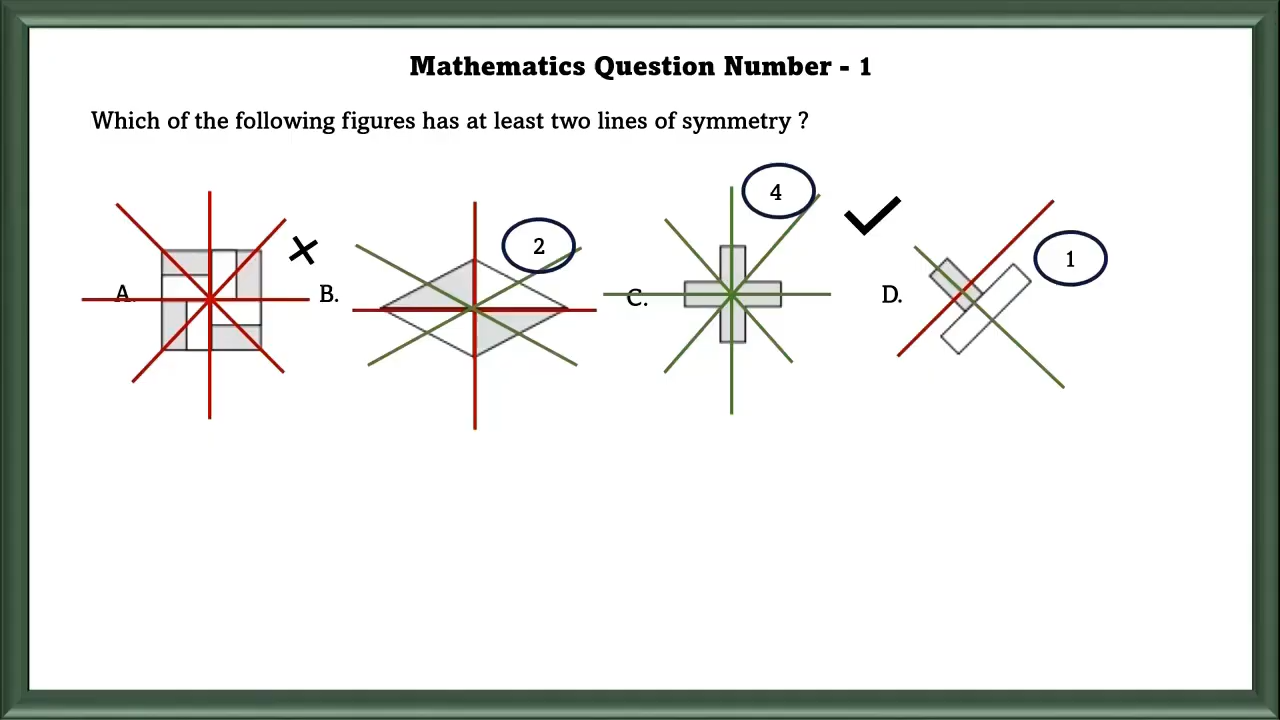 Mathematics Question Number - 1
Which of the following figures has at least two lines of symmetry ?
A.
B.
2
C.
4
D.
1